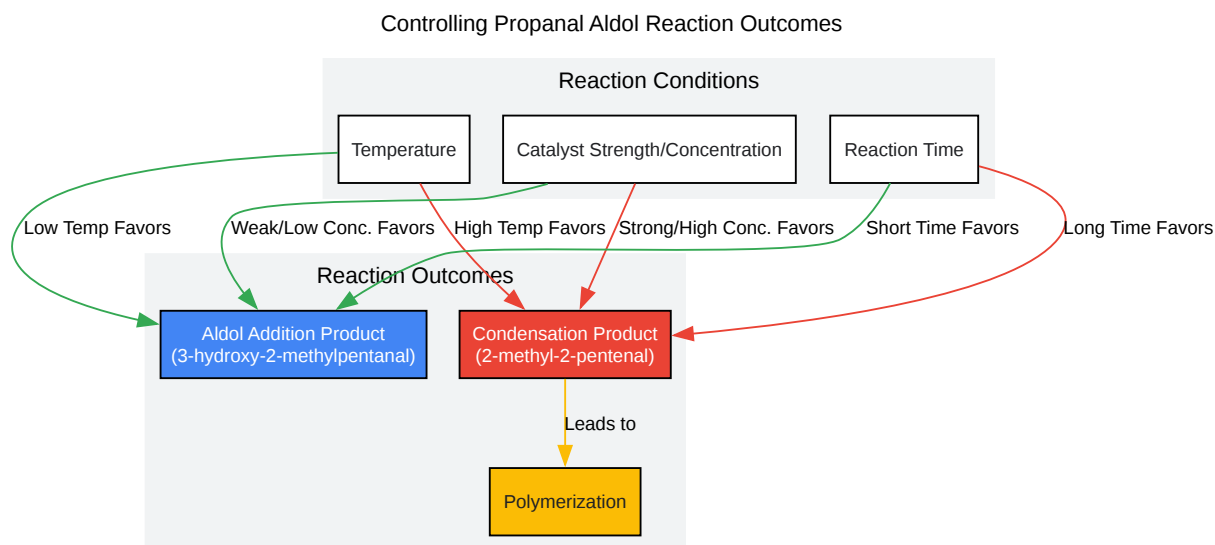 Controlling Propanal Aldol Reaction Outcomes
Reaction Conditions
Temperature
Catalyst Strength/Concentration
Reaction Time
Low Temp Favors
Weak/Low Conc. Favors
High Temp Favors
Strong/High Conc. Favors
Short Time Favors
Long Time Favors
Reaction Outcomes
Aldol Addition Product
(3-hydroxy-2-methylpentanal)
Condensation Product
(2-methyl-2-pentenal)
Leads to
Polymerization